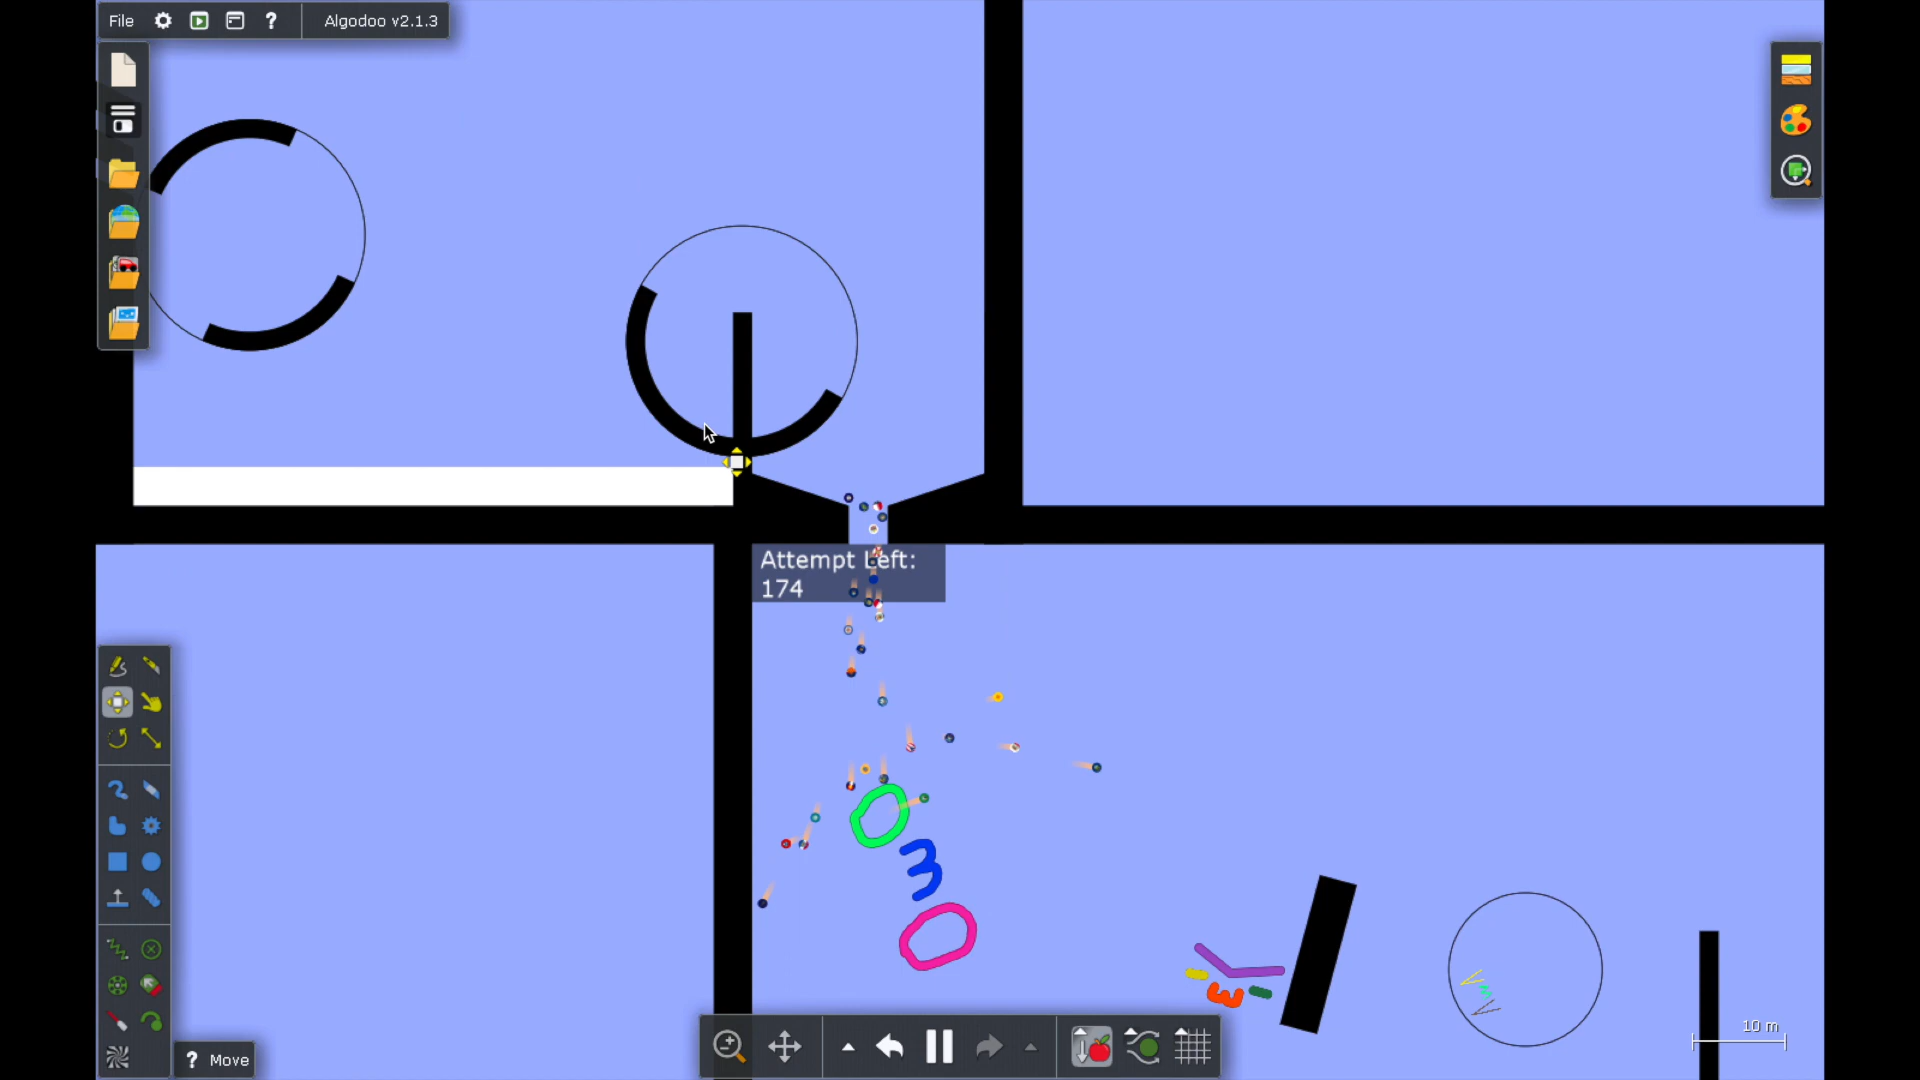 File ? Algodoo v2.1.3
Attempt Left:
174
10 m
? Move